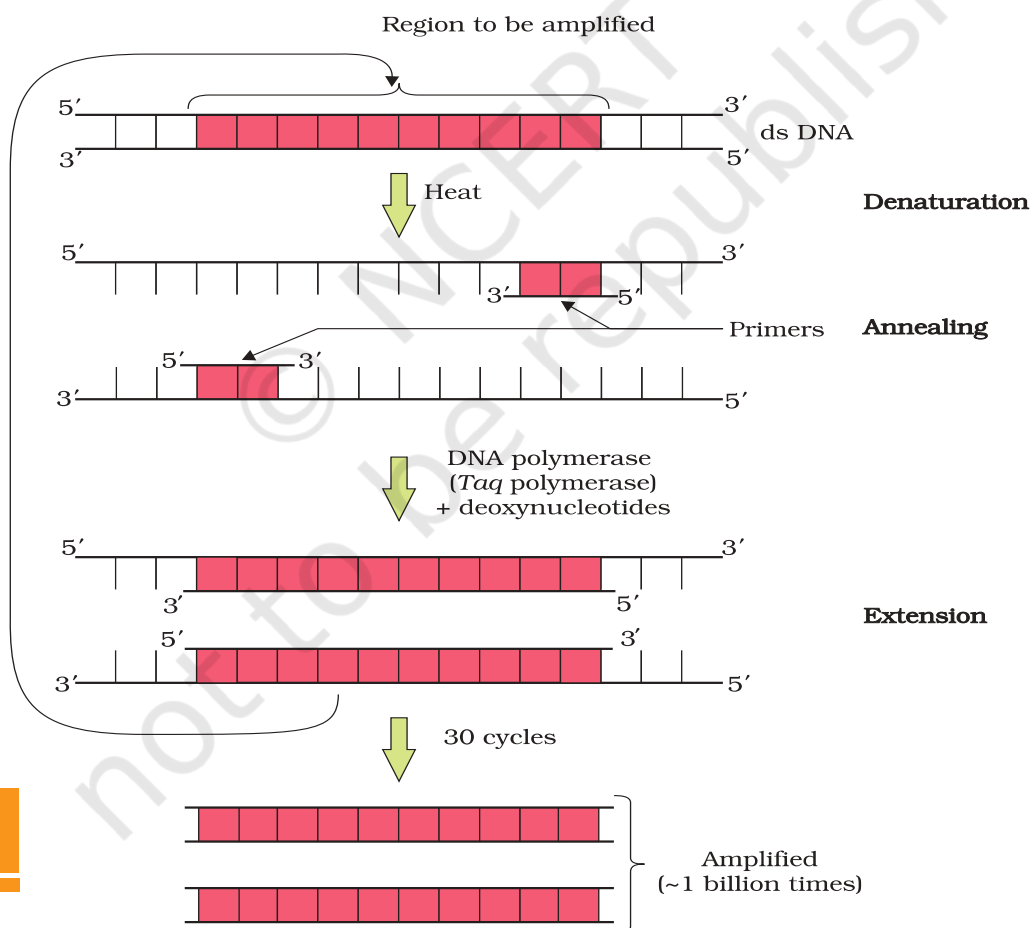 Region to be amplified
5′ 3′
ds DNA
3′ 5′
Heat
Denaturation
5′ 3′
3′ 5′
Primers Annealing
5′ 3′
3′ 5′
DNA polymerase
(Taq polymerase)
+ deoxynucleotides
5′ 3′
3′ 5′
Extension
5′ 3′
3′ 5′
30 cycles
Amplified
(~1 billion times)
© NCERT
not to be republis